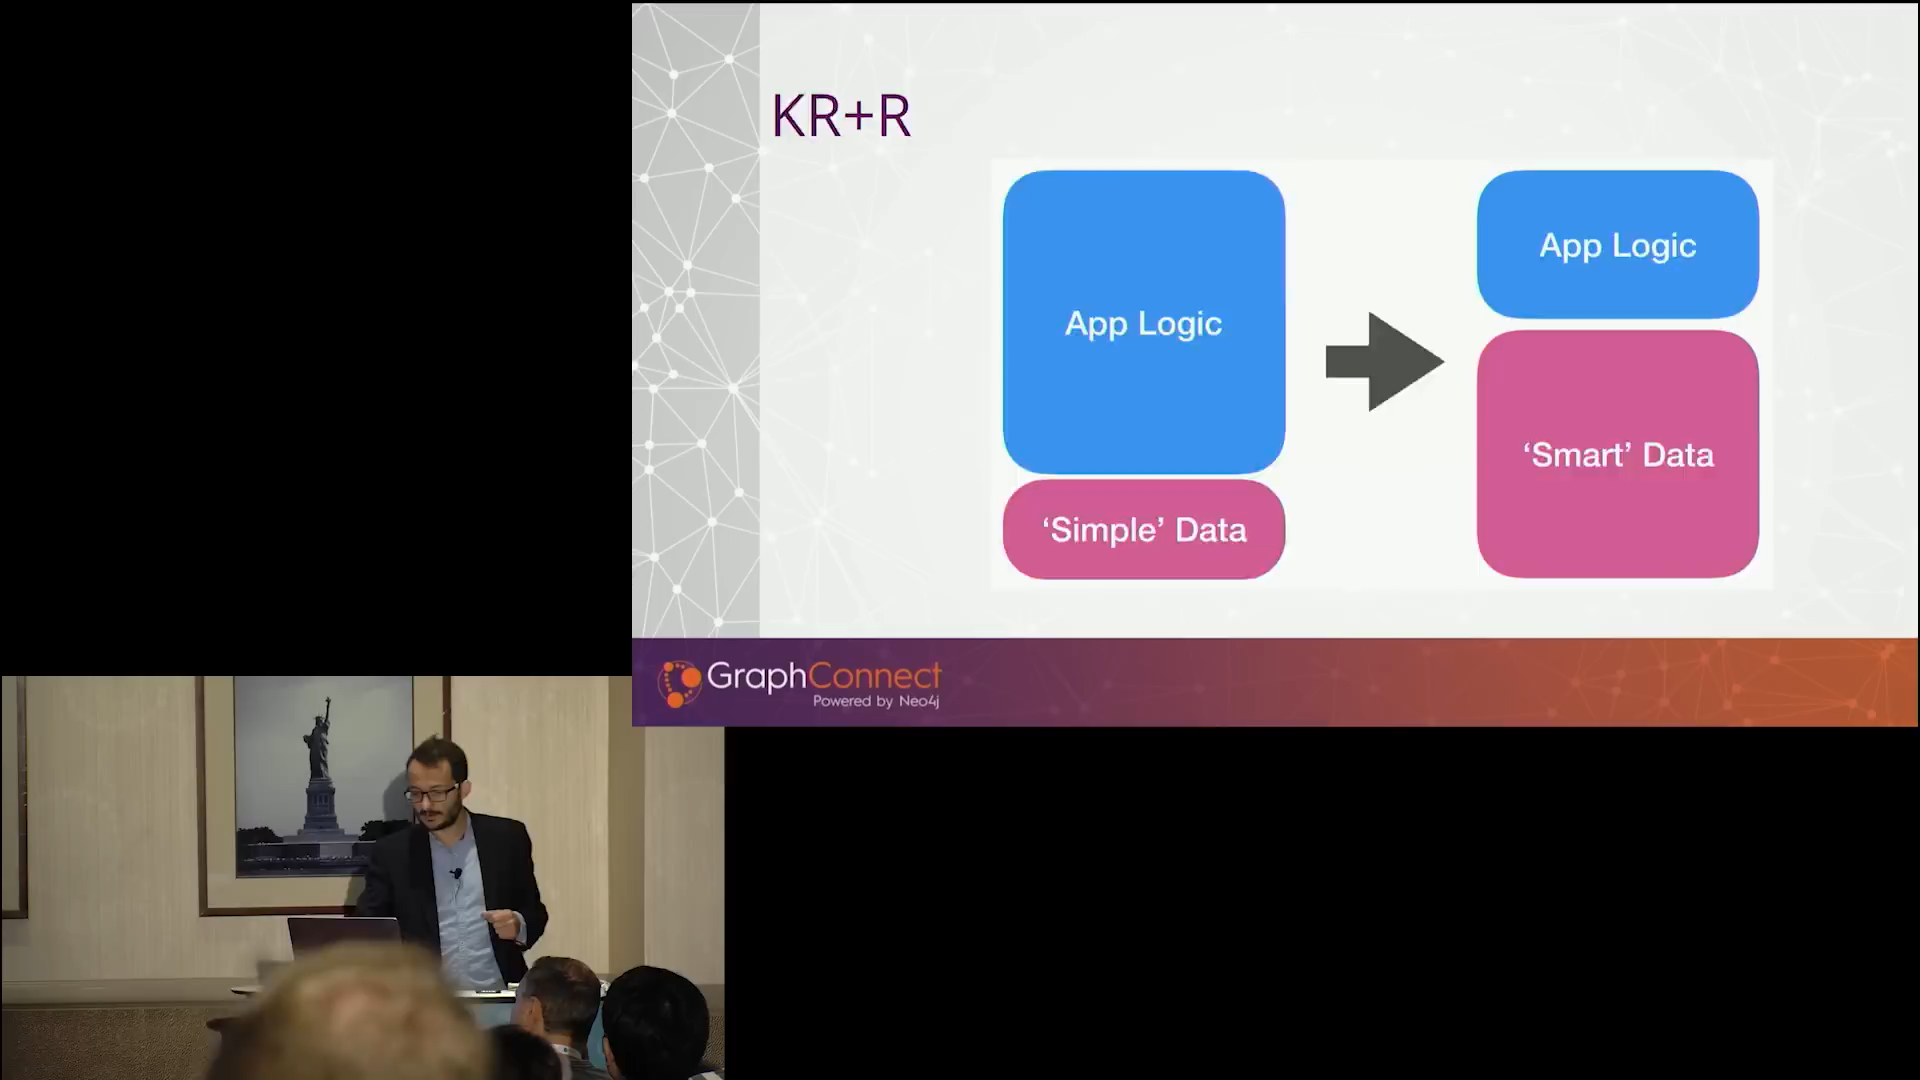 KR+R
App Logic
‘Simple’ Data
App Logic
‘Smart’ Data
GraphConnect
Powered by Neo4j